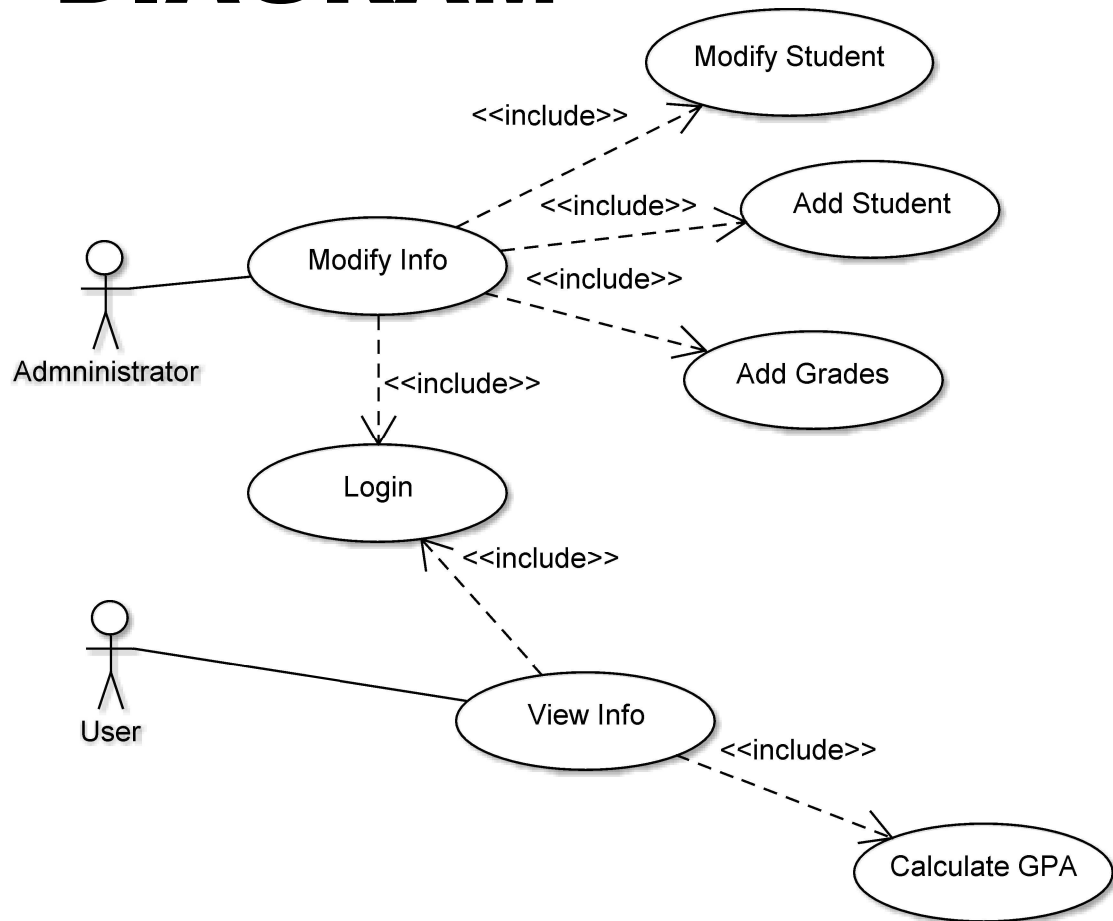 DIAGRAM
Modify Student
<<include>>
Add Student
<<include>>
Modify Info
<<include>>
Admninistrator
Add Grades
<<include>>
Login
<<include>>
User
View Info
<<include>>
Calculate GPA